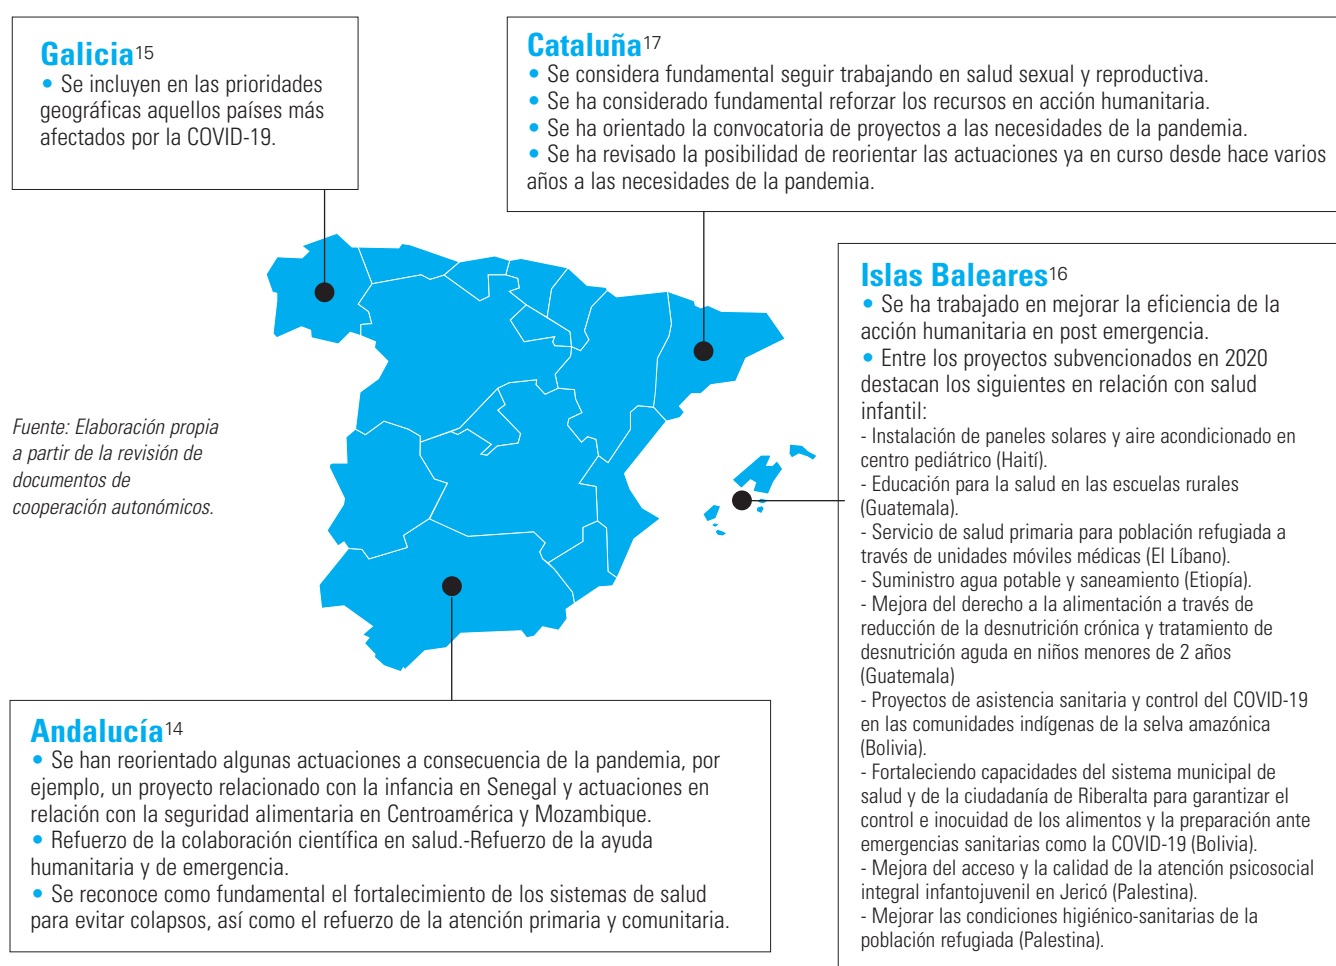 Galicia15
• Se incluyen en las prioridades
geográficas aquellos países más
afectados por la COVID-19.
Cataluña17
• Se considera fundamental seguir trabajando en salud sexual y reproductiva.
• Se ha considerado fundamental reforzar los recursos en acción humanitaria.
• Se ha orientado la convocatoria de proyectos a las necesidades de la pandemia.
• Se ha revisado la posibilidad de reorientar las actuaciones ya en curso desde hace varios
años a las necesidades de la pandemia.
Islas Baleares16
• Se ha trabajado en mejorar la eficiencia de la
acción humanitaria en post emergencia.
• Entre los proyectos subvencionados en 2020
destacan los siguientes en relación con salud
infantil:
- Instalación de paneles solares y aire acondicionado en
centro pediátrico (Haití).
- Educación para la salud en las escuelas rurales
(Guatemala).
- Servicio de salud primaria para población refugiada a
través de unidades móviles médicas (El Líbano).
- Suministro agua potable y saneamiento (Etiopía).
- Mejora del derecho a la alimentación a través de
reducción de la desnutrición crónica y tratamiento de
desnutrición aguda en niños menores de 2 años
(Guatemala)
- Proyectos de asistencia sanitaria y control del COVID-19
en las comunidades indígenas de la selva amazónica
(Bolivia).
- Fortaleciendo capacidades del sistema municipal de
salud y de la ciudadanía de Riberalta para garantizar el
control e inocuidad de los alimentos y la preparación ante
emergencias sanitarias como la COVID-19 (Bolivia).
- Mejora del acceso y la calidad de la atención psicosocial
integral infantojuvenil en Jericó (Palestina).
- Mejorar las condiciones higiénico-sanitarias de la
población refugiada (Palestina).
Fuente: Elaboración propia
a partir de la revisión de
documentos de
cooperación autonómicos.
Andalucía14
• Se han reorientado algunas actuaciones a consecuencia de la pandemia, por
ejemplo, un proyecto relacionado con la infancia en Senegal y actuaciones en
relación con la seguridad alimentaria en Centroamérica y Mozambique.
• Refuerzo de la colaboración científica en salud.-Refuerzo de la ayuda
humanitaria y de emergencia.
• Se reconoce como fundamental el fortalecimiento de los sistemas de salud
para evitar colapsos, así como el refuerzo de la atención primaria y comunitaria.